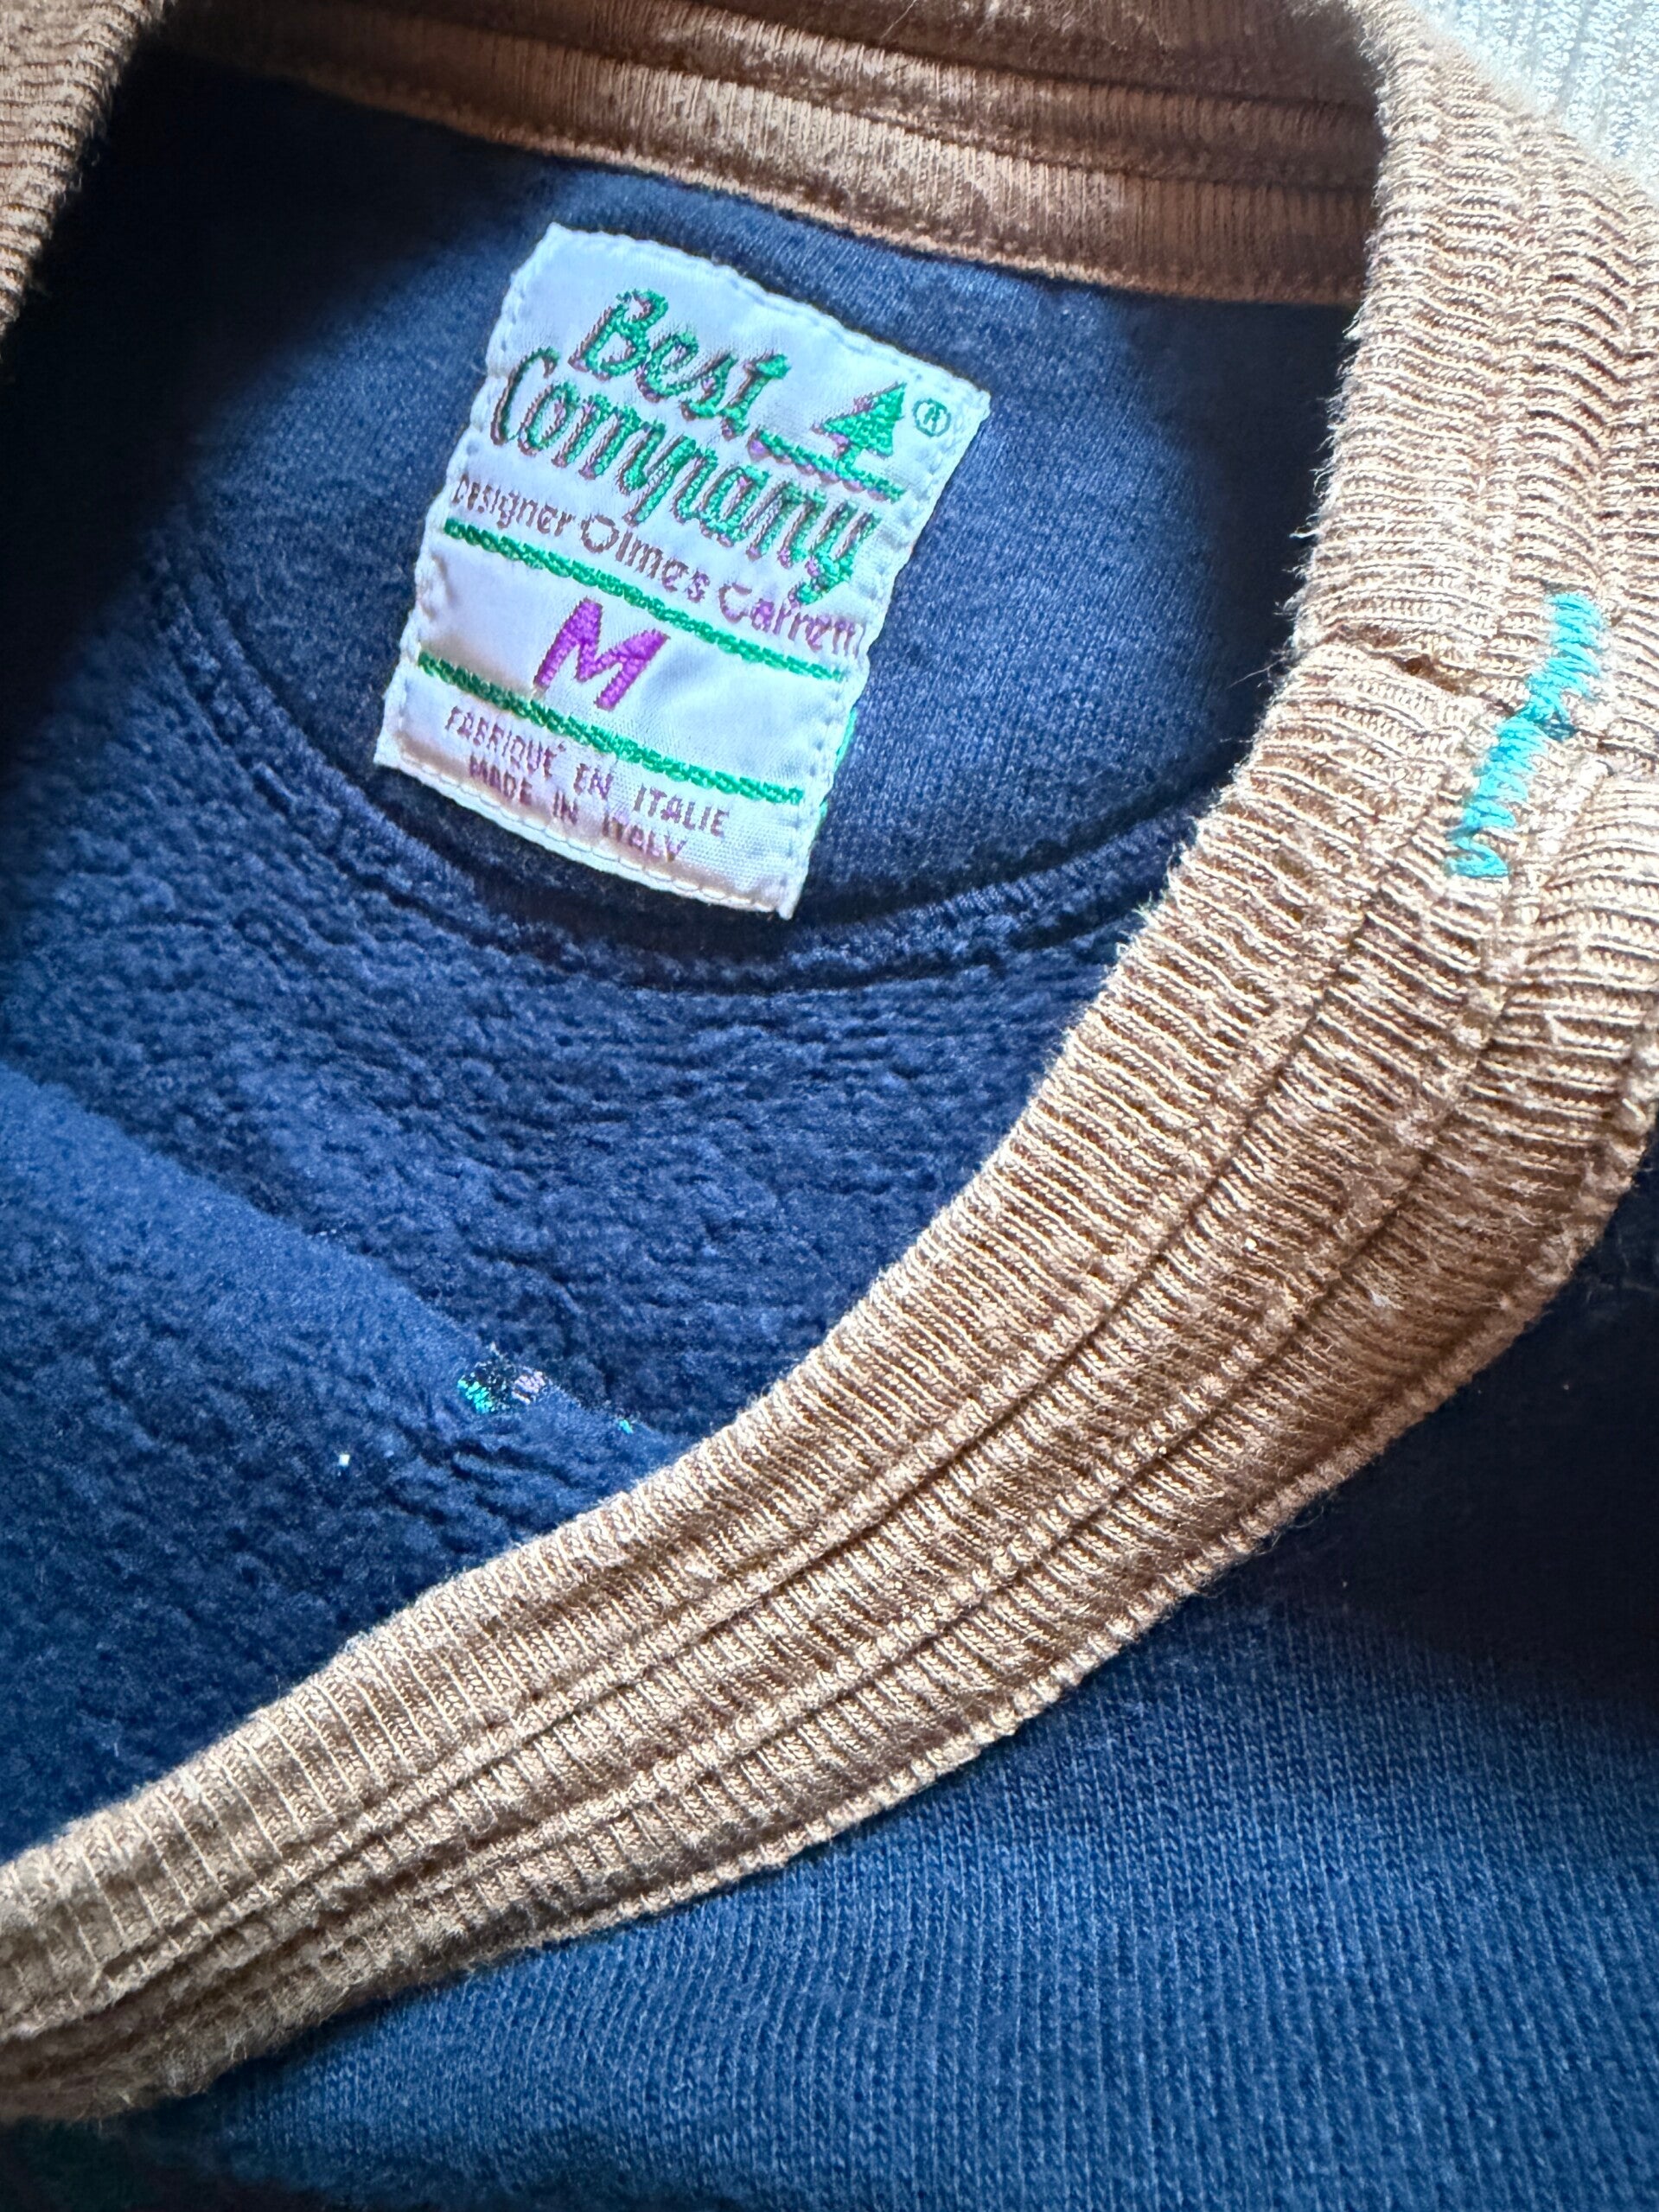 Best
Company ®
Designer Olmes Carretti
M
FABRIQUÉ EN ITALIE
MADE IN ITALY